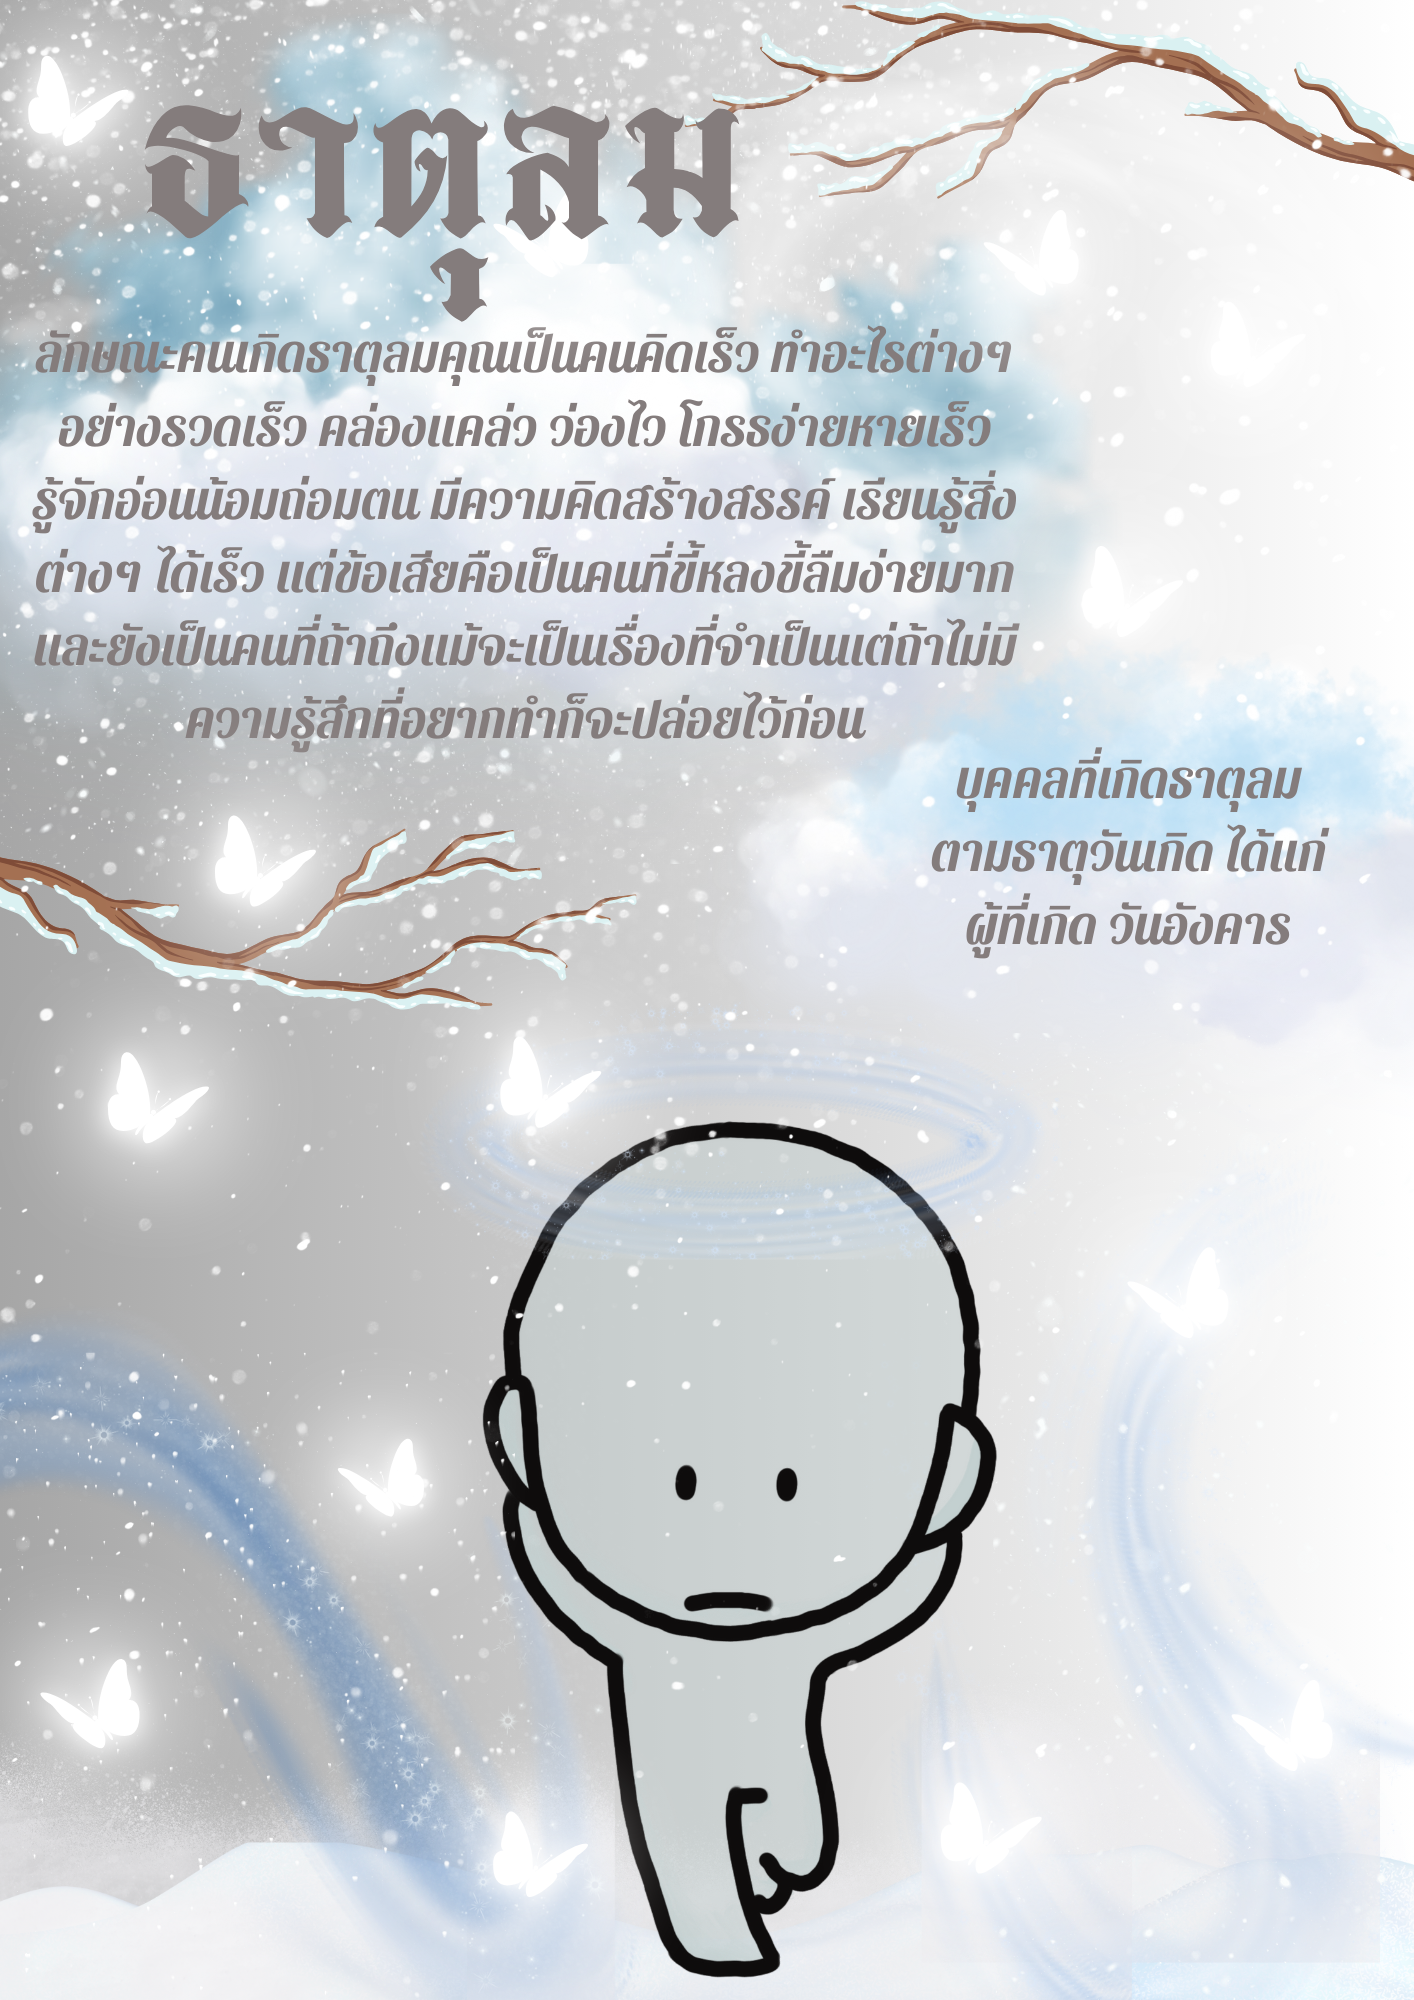 ธาตุลม
ลักษณะคนเกิดธาตุลมคุณเป็นคนคิดเร็ว ทำอะไรต่างๆ
อย่างรวดเร็ว คล่องแคล่ว ว่องไว โกรธง่ายหายเร็ว
รู้จักอ่อนน้อมถ่อมตน มีความคิดสร้างสรรค์ เรียนรู้สิ่ง
ต่างๆ ได้เร็ว แต่ข้อเสียคือเป็นคนที่ขี้หลงขี้ลืมง่ายมาก
และยังเป็นคนที่ถ้าถึงแม้จะเป็นเรื่องที่จำเป็นแต่ถ้าไม่มี
ความรู้สึกที่อยากทำก็จะปล่อยไว้ก่อน
บุคคลที่เกิดธาตุลม
ตามธาตุวันเกิด ได้แก่
ผู้ที่เกิด วันอังคาร